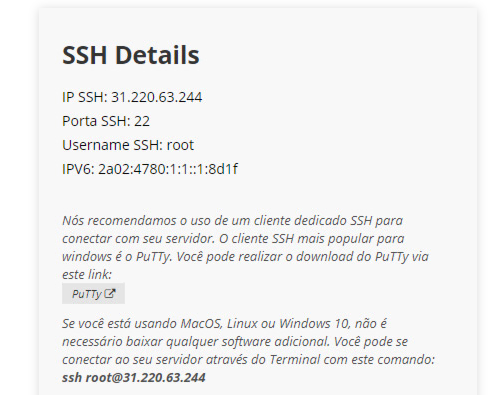 SSH Details
IP SSH: 31.220.63.244
Porta SSH: 22
Username SSH: root
IPV6: 2a02:4780:1:1::1:8d1f
Nós recomendamos o uso de um cliente dedicado SSH para
conectar com seu servidor. O cliente SSH mais popular para
windows é o PuTTy. Você pode realizar o download do PuTTy via
este link:
PuTTy
Se você está usando MacOS, Linux ou Windows 10, não é
necessário baixar qualquer software adicional. Você pode se
conectar ao seu servidor através do Terminal com este comando:
ssh root@31.220.63.244